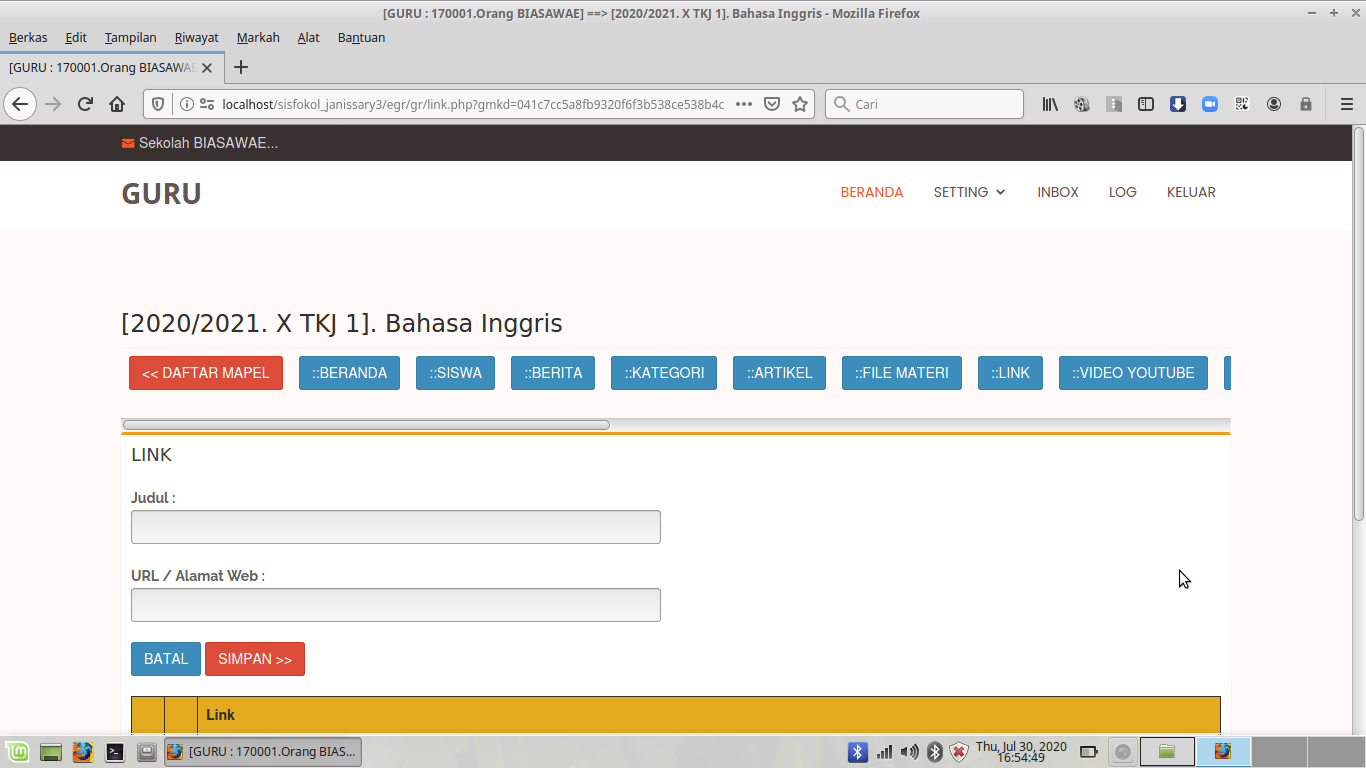 [GURU : 170001.Orang BIASAWAE] ==> [2020/2021. X TKJ 1]. Bahasa Inggris - Mozilla Firefox
Berkas Edit Tampilan Riwayat Markah Alat Bantuan
[GURU : 170001.Orang BIASAWAE
localhost/sisfokol_janissary3/egr/gr/link.php?gmkd=041c7cc5a8fb9320f6f3b538ce538b4c
Cari
Sekolah BIASAWAE...
GURU
BERANDA SETTING INBOX LOG KELUAR
[2020/2021. X TKJ 1]. Bahasa Inggris
<< DAFTAR MAPEL ::BERANDA ::SISWA ::BERITA ::KATEGORI ::ARTIKEL ::FILE MATERI ::LINK ::VIDEO YOUTUBE
LINK
Judul :
URL / Alamat Web :
BATAL SIMPAN >>
Link
[GURU : 170001.Orang BIAS...
Thu, Jul 30, 2020
16:54:49